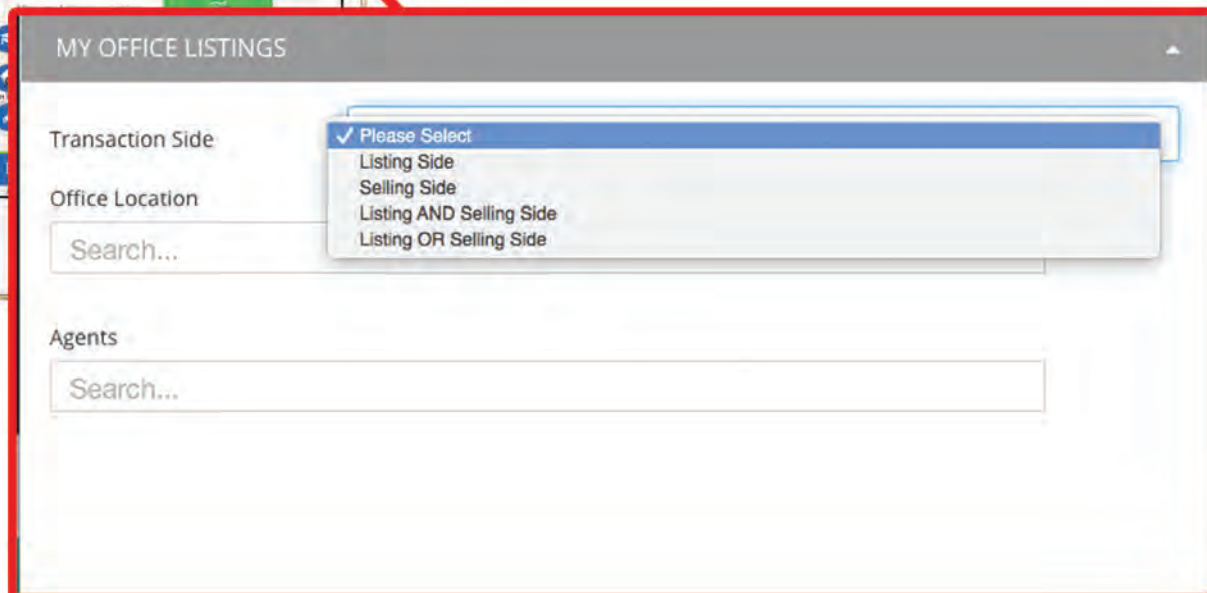 MY OFFICE LISTINGS
Transaction Side
✓ Please Select
Listing Side
Selling Side
Listing AND Selling Side
Listing OR Selling Side
Office Location
Search...
Agents
Search...